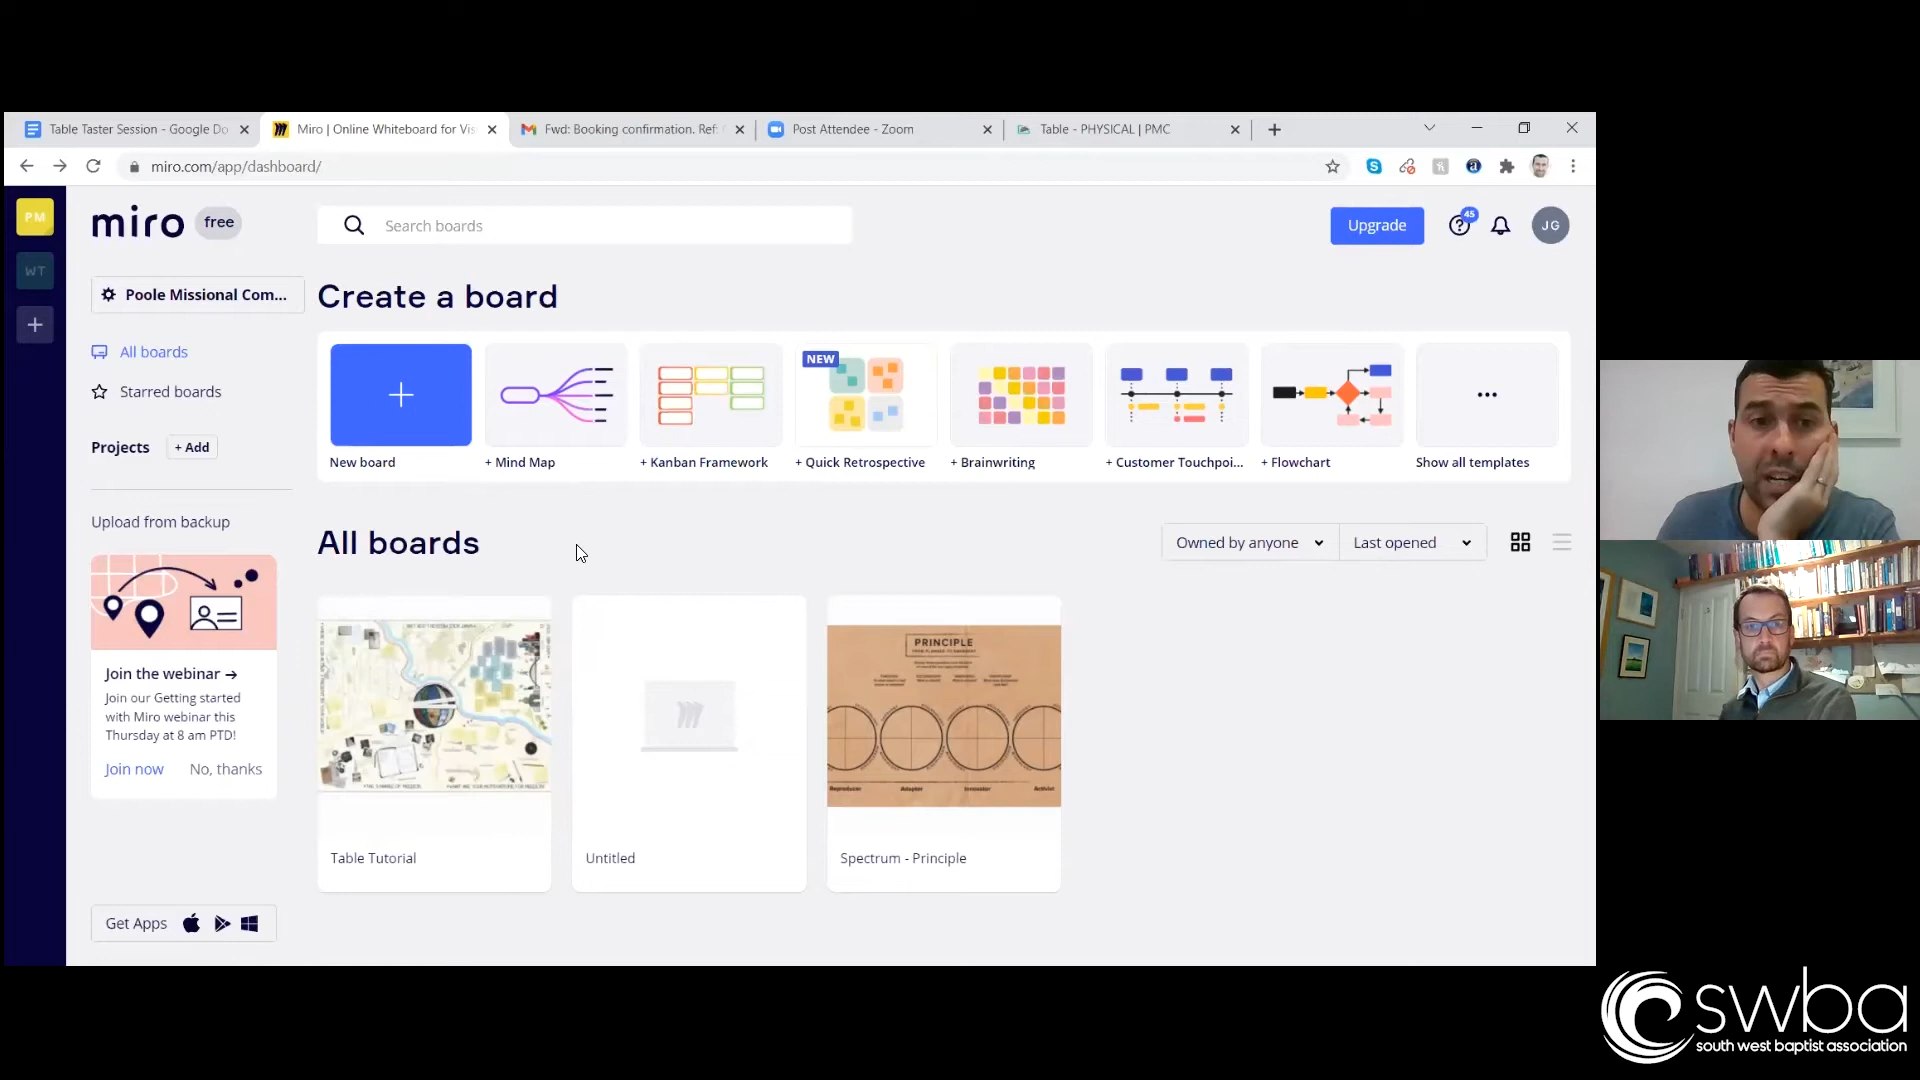 Table Taster Session - Google Do
Miro | Online Whiteboard for Vis
Fwd: Booking confirmation. Ref:
Post Attendee - Zoom
Table - PHYSICAL | PMC
miro.com/app/dashboard/
PM
WT
miro free
Search boards
Upgrade
45
JG
Poole Missional Com...
All boards
Starred boards
Projects + Add
Upload from backup
Join the webinar →
Join our Getting started
with Miro webinar this
Thursday at 8 am PTD!
Join now No, thanks
Get Apps
Create a board
NEW
New board
+ Mind Map
+ Kanban Framework
+ Quick Retrospective
+ Brainwriting
+ Customer Touchpoi...
+ Flowchart
Show all templates
All boards
Owned by anyone
Last opened
PRINCIPLE
Reproducer Adapter Innovator Activist
Table Tutorial
Untitled
Spectrum - Principle
swba
south west baptist association